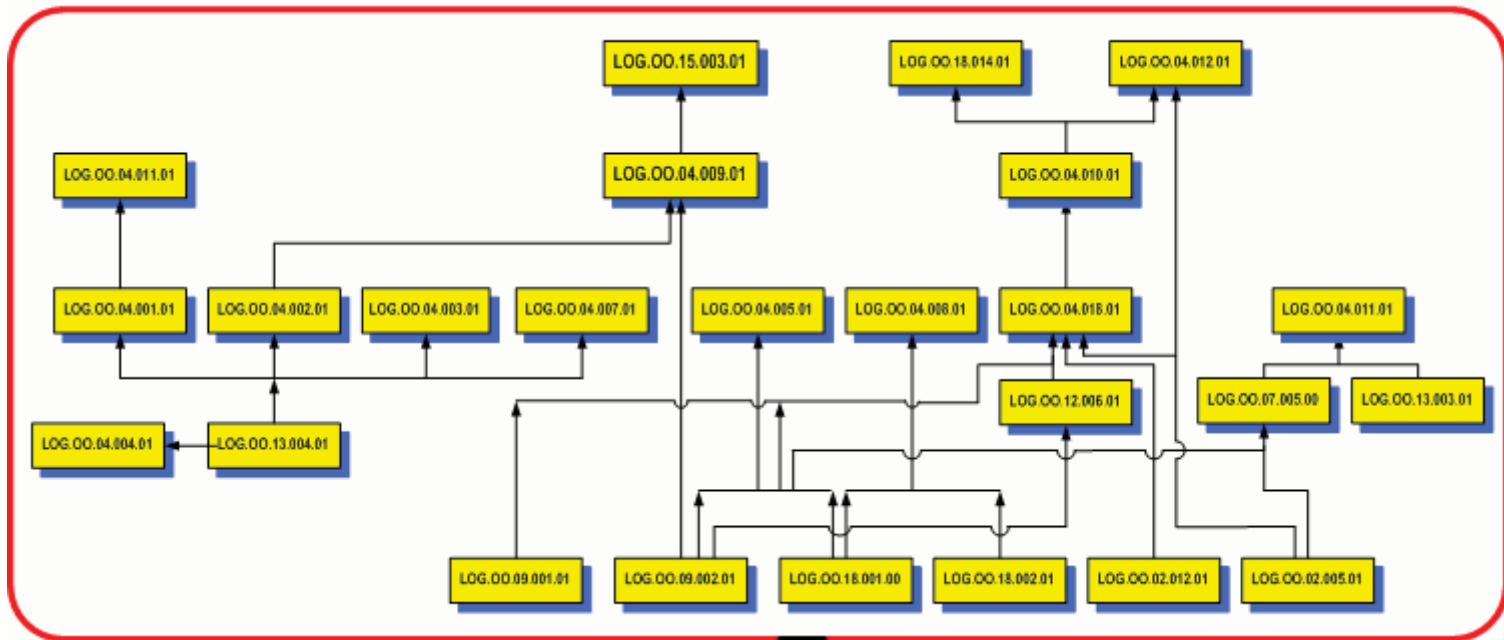 LOG.OO.15.003.01
LOG.OO.18.014.01
LOG.OO.04.012.01
LOG.OO.04.011.01
LOG.OO.04.009.01
LOG.OO.04.010.01
LOG.OO.04.001.01
LOG.OO.04.002.01
LOG.OO.04.003.01
LOG.OO.04.007.01
LOG.OO.04.005.01
LOG.OO.04.008.01
LOG.OO.04.018.01
LOG.OO.04.011.01
LOG.OO.12.006.01
LOG.OO.07.005.00
LOG.OO.13.003.01
LOG.OO.04.004.01
LOG.OO.13.004.01
LOG.OO.09.001.01
LOG.OO.09.002.01
LOG.OO.18.001.00
LOG.OO.18.002.01
LOG.OO.02.012.01
LOG.OO.02.005.01